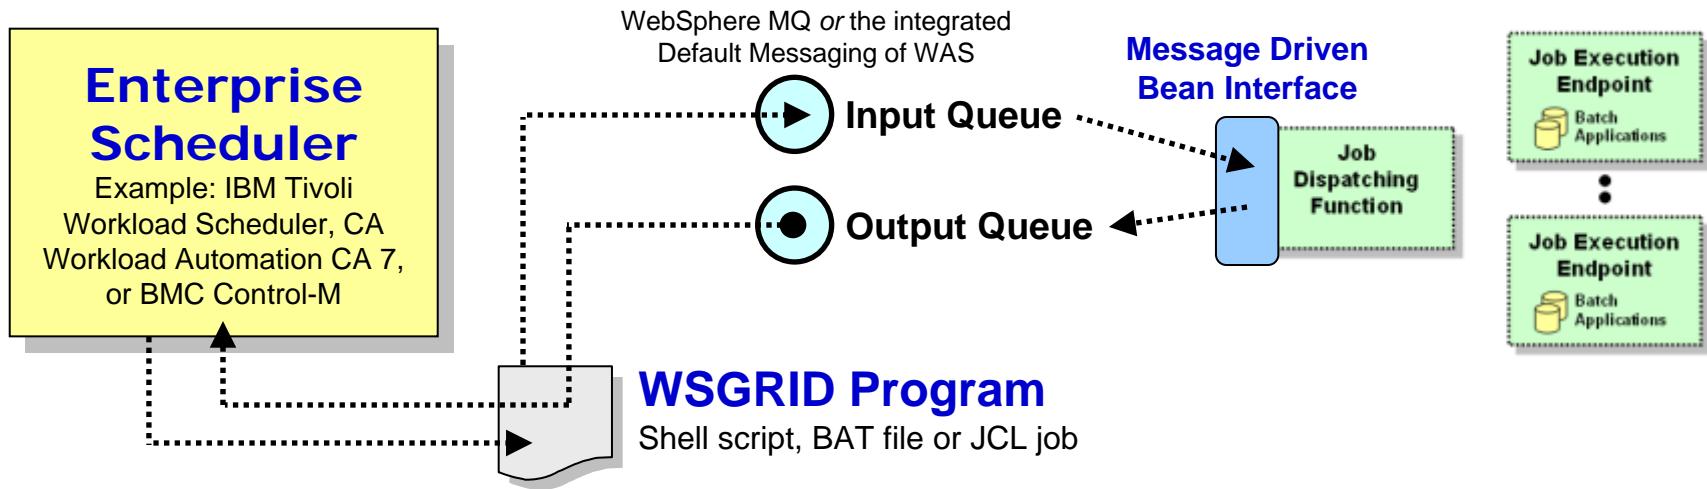 WebSphere MQ or the integrated
Default Messaging of WAS
Enterprise
Scheduler
Example: IBM Tivoli
Workload Scheduler, CA
Workload Automation CA 7,
or BMC Control-M
Input Queue
Output Queue
Message Driven
Bean Interface
Job
Dispatching
Function
Job Execution
Endpoint
Batch
Applications
Job Execution
Endpoint
Batch
Applications
WSGRID Program
Shell script, BAT file or JCL job